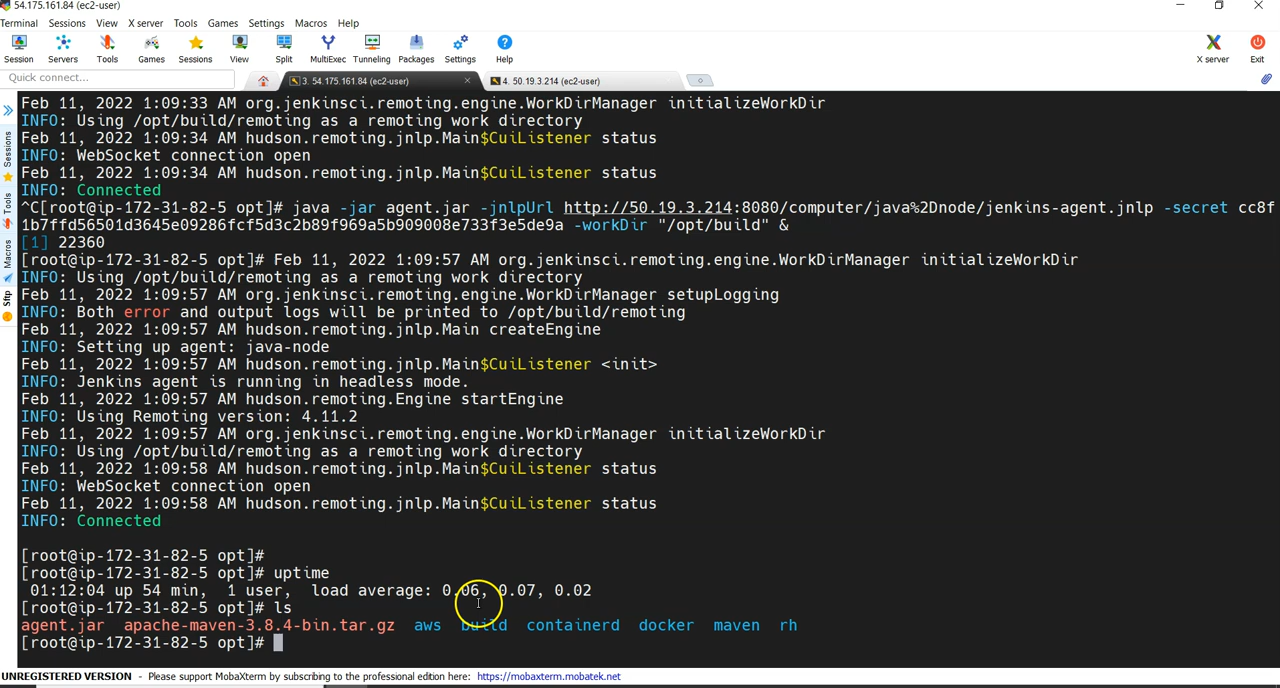 54.175.161.84 (ec2-user)
Terminal Sessions View X server Tools Games Settings Macros Help
Session Servers Tools Games Sessions View Split MultiExec Tunneling Packages Settings Help X server Exit
Quick connect... 3. 54.175.161.84 (ec2-user) 4. 50.19.3.214 (ec2-user)
Sessions
Tools
Macros
Sftp
Feb 11, 2022 1:09:33 AM org.jenkinsci.remoting.engine.WorkDirManager initializeWorkDir
INFO: Using /opt/build/remoting as a remoting work directory
Feb 11, 2022 1:09:34 AM hudson.remoting.jnlp.Main$CuiListener status
INFO: WebSocket connection open
Feb 11, 2022 1:09:34 AM hudson.remoting.jnlp.Main$CuiListener status
INFO: Connected
^C[root@ip-172-31-82-5 opt]# java -jar agent.jar -jnlpUrl http://50.19.3.214:8080/computer/java%2Dnode/jenkins-agent.jnlp -secret cc8f
1b7ffd56501d3645e09286fcf5d3c2b89f969a5b909008e733f3e5de9a -workDir "/opt/build" &
[1] 22360
[root@ip-172-31-82-5 opt]# Feb 11, 2022 1:09:57 AM org.jenkinsci.remoting.engine.WorkDirManager initializeWorkDir
INFO: Using /opt/build/remoting as a remoting work directory
Feb 11, 2022 1:09:57 AM org.jenkinsci.remoting.engine.WorkDirManager setupLogging
INFO: Both error and output logs will be printed to /opt/build/remoting
Feb 11, 2022 1:09:57 AM hudson.remoting.jnlp.Main createEngine
INFO: Setting up agent: java-node
Feb 11, 2022 1:09:57 AM hudson.remoting.jnlp.Main$CuiListener <init>
INFO: Jenkins agent is running in headless mode.
Feb 11, 2022 1:09:57 AM hudson.remoting.Engine startEngine
INFO: Using Remoting version: 4.11.2
Feb 11, 2022 1:09:57 AM org.jenkinsci.remoting.engine.WorkDirManager initializeWorkDir
INFO: Using /opt/build/remoting as a remoting work directory
Feb 11, 2022 1:09:58 AM hudson.remoting.jnlp.Main$CuiListener status
INFO: WebSocket connection open
Feb 11, 2022 1:09:58 AM hudson.remoting.jnlp.Main$CuiListener status
INFO: Connected
[root@ip-172-31-82-5 opt]#
[root@ip-172-31-82-5 opt]# uptime
01:12:04 up 54 min, 1 user, load average: 0.06, 0.07, 0.02
[root@ip-172-31-82-5 opt]# ls
agent.jar apache-maven-3.8.4-bin.tar.gz aws build containerd docker maven rh
[root@ip-172-31-82-5 opt]#
UNREGISTERED VERSION - Please support MobaXterm by subscribing to the professional edition here: https://mobaxterm.mobatek.net